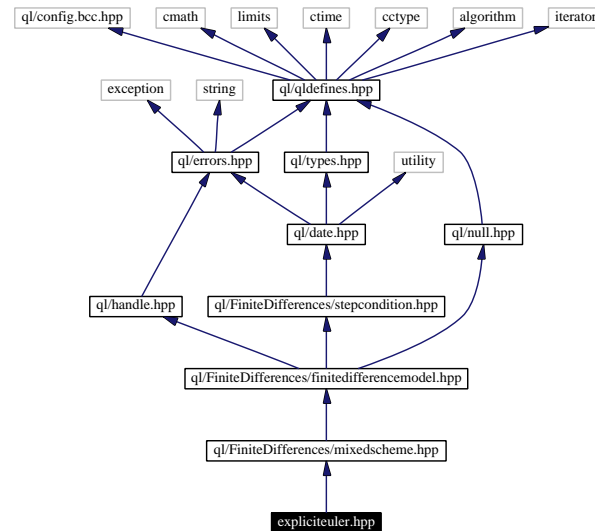 ql/config.bcc.hpp
cmath
limits
ctime
cctype
algorithm
iterator
exception
string
ql/qldefines.hpp
ql/errors.hpp
ql/types.hpp
utility
ql/date.hpp
ql/null.hpp
ql/handle.hpp
ql/FiniteDifferences/stepcondition.hpp
ql/FiniteDifferences/finitedifferencemodel.hpp
ql/FiniteDifferences/mixedscheme.hpp
expliciteuler.hpp